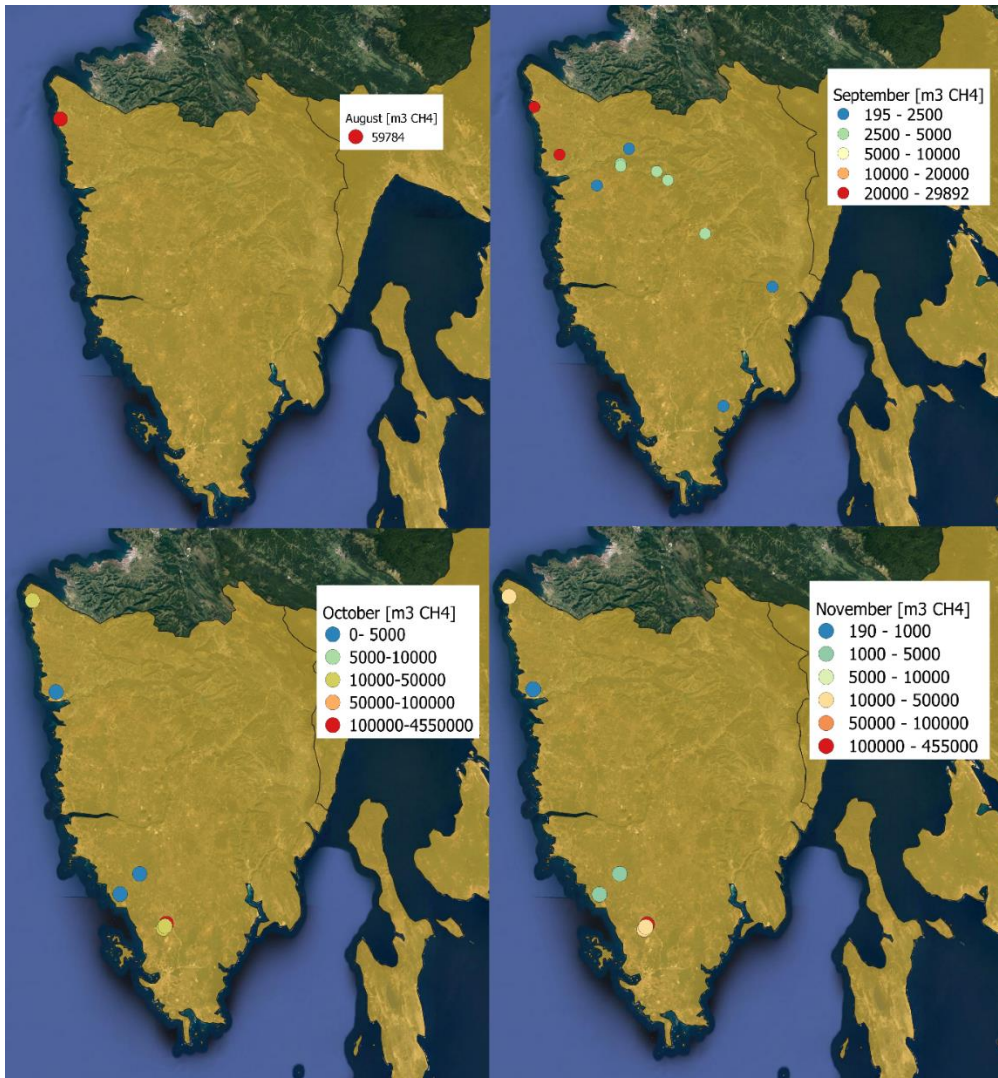 August [m3 CH4]
59784
September [m3 CH4]
195 - 2500
2500 - 5000
5000 - 10000
10000 - 20000
20000 - 29892
October [m3 CH4]
0- 5000
5000-10000
10000-50000
50000-100000
100000-4550000
November [m3 CH4]
190 - 1000
1000 - 5000
5000 - 10000
10000 - 50000
50000 - 100000
100000 - 455000